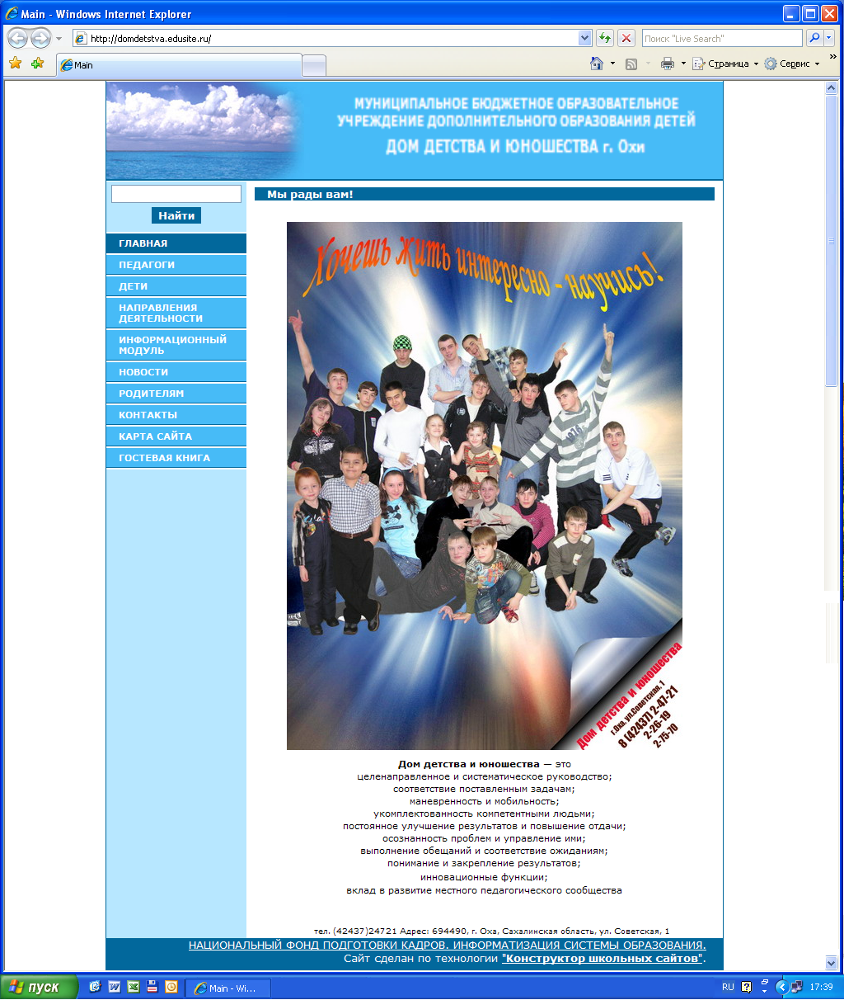 Main - Windows Internet Explorer
http://domdetstva.edusite.ru/
Поиск "Live Search"
Main
Страница
Сервис
»
МУНИЦИПАЛЬНОЕ БЮДЖЕТНОЕ ОБРАЗОВАТЕЛЬНОЕ
УЧРЕЖДЕНИЕ ДОПОЛНИТЕЛЬНОГО ОБРАЗОВАНИЯ ДЕТЕЙ
ДОМ ДЕТСТВА И ЮНОШЕСТВА г. Охи
Найти
ГЛАВНАЯ
ПЕДАГОГИ
ДЕТИ
НАПРАВЛЕНИЯ
ДЕЯТЕЛЬНОСТИ
ИНФОРМАЦИОННЫЙ
МОДУЛЬ
НОВОСТИ
РОДИТЕЛЯМ
КОНТАКТЫ
КАРТА САЙТА
ГОСТЕВАЯ КНИГА
Мы рады вам!
Хочешь жить интересно - научись!
Дом детства и юношества
г.Оха, ул.Советская, 1
8 (42437) 2-47-21
2-26-19
2-75-70
Дом детства и юношества — это
целенаправленное и систематическое руководство;
соответствие поставленным задачам;
маневренность и мобильность;
укомплектованность компетентными людьми;
постоянное улучшение результатов и повышение отдачи;
осознанность проблем и управление ими;
выполнение обещаний и соответствие ожиданиям;
понимание и закрепление результатов;
инновационные функции;
вклад в развитие местного педагогического сообщества
тел. (42437)24721 Адрес: 694490, г. Оха, Сахалинская область, ул. Советская, 1
НАЦИОНАЛЬНЫЙ ФОНД ПОДГОТОВКИ КАДРОВ. ИНФОРМАТИЗАЦИЯ СИСТЕМЫ ОБРАЗОВАНИЯ.
Сайт сделан по технологии "Конструктор школьных сайтов".
пуск
Main - Wi...
RU
17:39